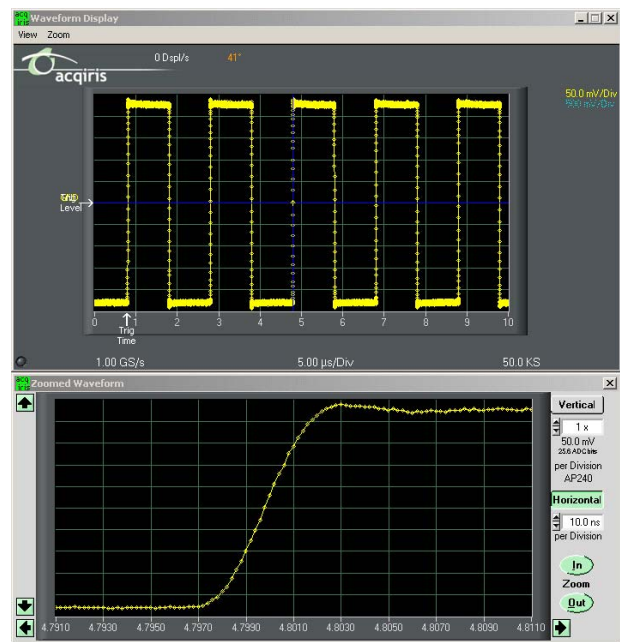 Waveform Display
View Zoom
0 Dspl/s 41°
acqiris
50.0 mV/Div
500 mV/Div
Level
0 1 2 3 4 5 6 7 8 9 10
Trig
Time
1.00 GS/s 5.00 µs/Div 50.0 KS
Zoomed Waveform
Vertical
1 x
50.0 mV
25.6 ADC bits
per Division
AP240
Horizontal
10.0 ns
per Division
In
Zoom
Out
4.7910 4.7930 4.7950 4.7970 4.7990 4.8010 4.8030 4.8050 4.8070 4.8090 4.8110